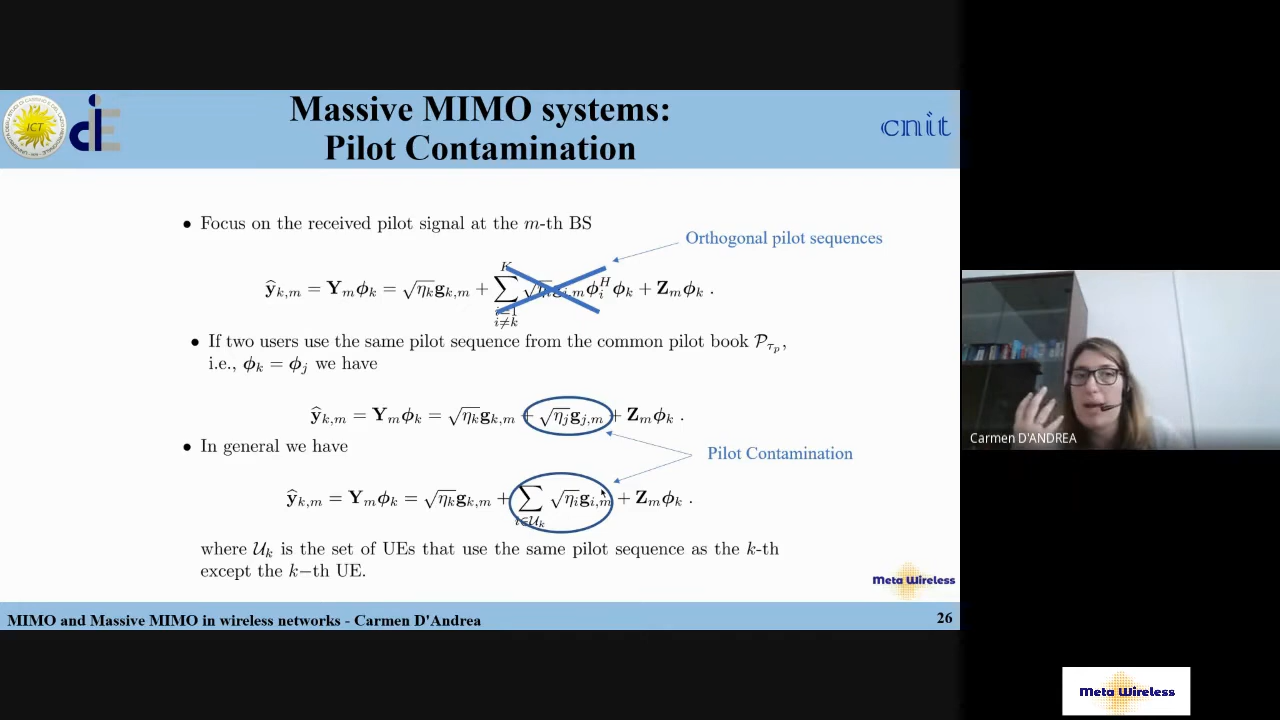 Massive MIMO systems:
Pilot Contamination
ICT
cnit
• Focus on the received pilot signal at the m-th BS
Orthogonal pilot sequences
ŷ_{k,m} = Y_m ϕ_k = √η_k g_{k,m} + ∑_{i=1, i≠k}^{K} √η_i g_{i,m} ϕ_i^H ϕ_k + Z_m ϕ_k .
• If two users use the same pilot sequence from the common pilot book 𝒫_{τ_p},
i.e., ϕ_k = ϕ_j we have
ŷ_{k,m} = Y_m ϕ_k = √η_k g_{k,m} + √η_j g_{j,m} + Z_m ϕ_k .
• In general we have
Pilot Contamination
ŷ_{k,m} = Y_m ϕ_k = √η_k g_{k,m} + ∑_{i∈𝒰_k} √η_i g_{i,m} + Z_m ϕ_k .
where 𝒰_k is the set of UEs that use the same pilot sequence as the k-th
except the k−th UE.
Meta Wireless
MIMO and Massive MIMO in wireless networks - Carmen D'Andrea
26
Carmen D'ANDREA
Meta Wireless